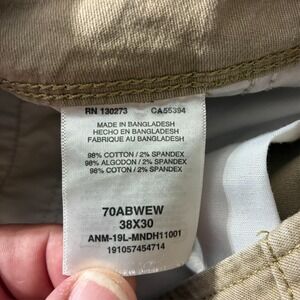 RN 130273 CA55394
MADE IN BANGLADESH
HECHO EN BANGLADESH
FABRIQUE AU BANGLADESH
98% COTTON / 2% SPANDEX
98% ALGODON / 2% SPANDEX
98% COTON / 2% SPANDEX
70ABWEW
38X30
ANM-19L-MNDH11001
191057454714